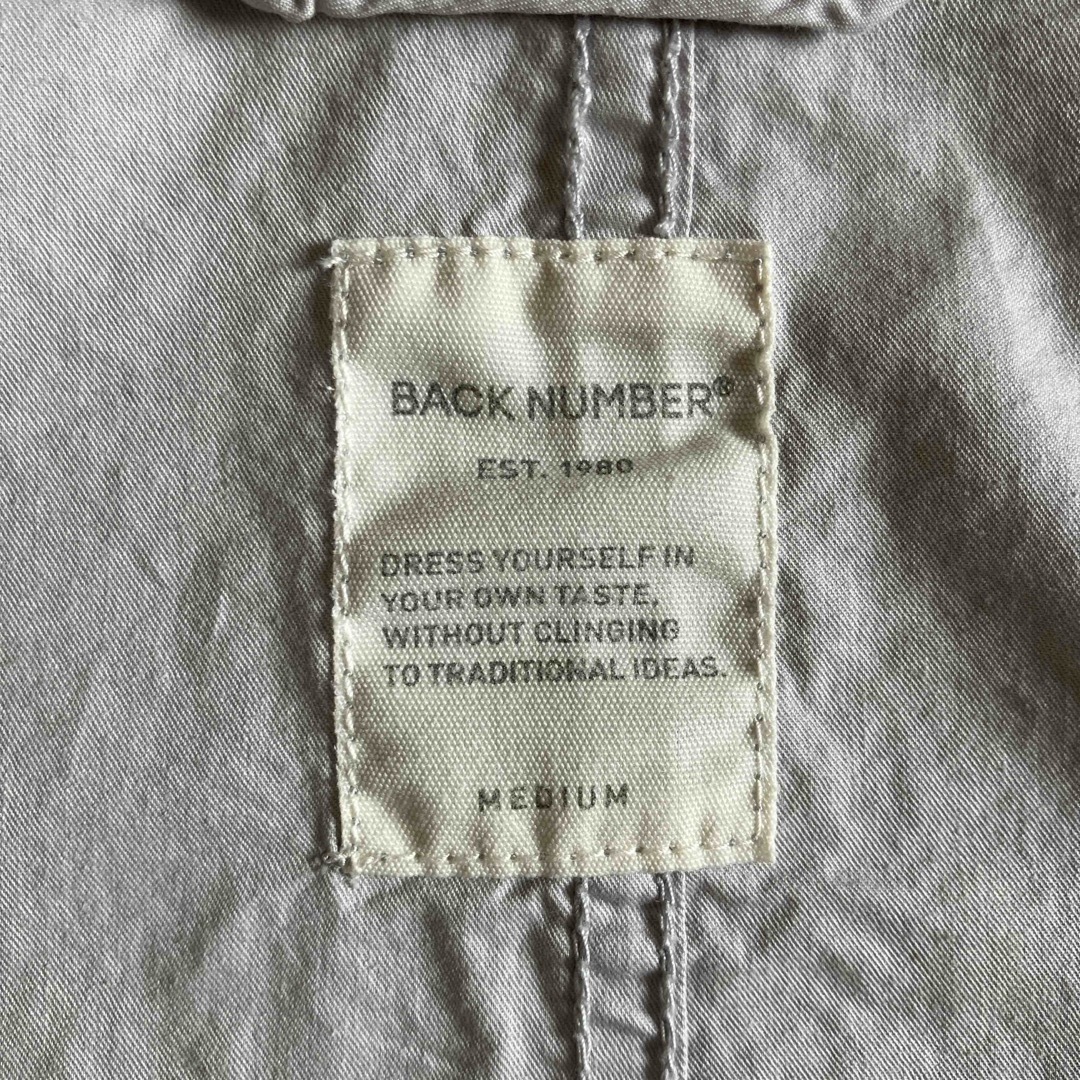 BACK NUMBER®
EST. 1980
DRESS YOURSELF IN
YOUR OWN TASTE,
WITHOUT CLINGING
TO TRADITIONAL IDEAS.
MEDIUM